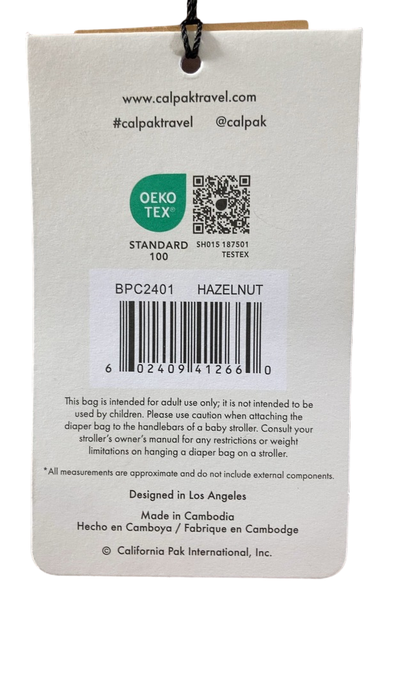 www.calpaktravel.com
#calpaktravel @calpak
OEKO
TEX®
STANDARD
100
SH015 187501
TESTEX
BPC2401 HAZELNUT
6 02409 41266 0
This bag is intended for adult use only; it is not intended to be
used by children. Please use caution when attaching the
diaper bag to the handlebars of a baby stroller. Consult your
stroller's owner's manual for any restrictions or weight
limitations on hanging a diaper bag on a stroller.
*All measurements are approximate and do not include external components.
Designed in Los Angeles
Made in Cambodia
Hecho en Camboya / Fabrique en Cambodge
© California Pak International, Inc.